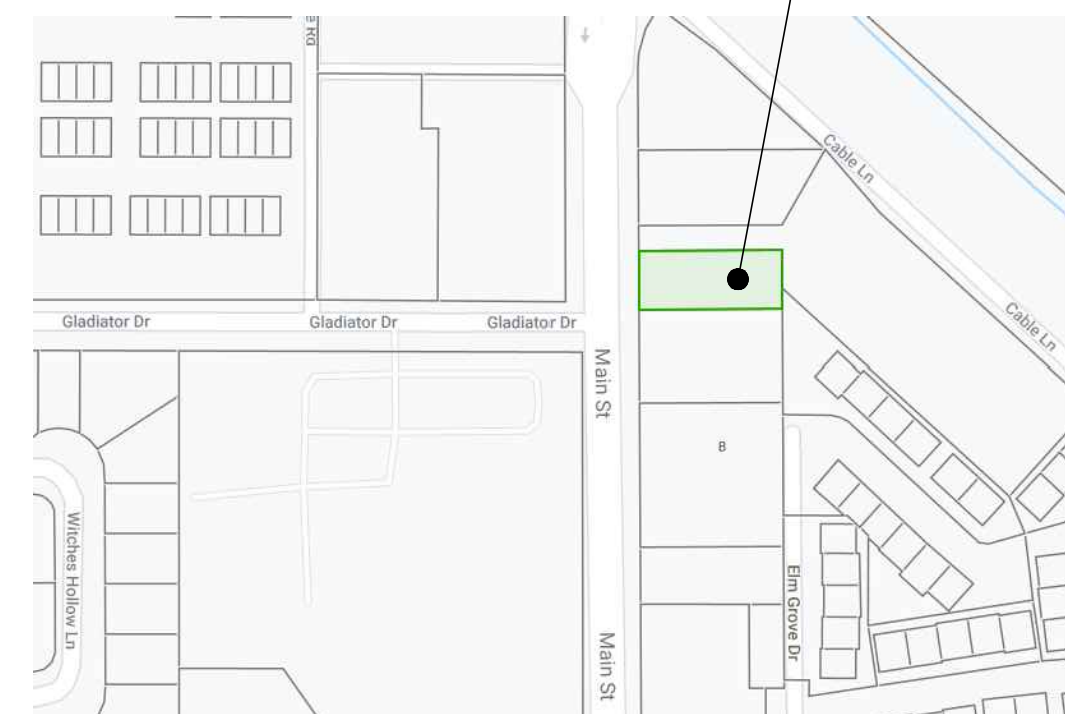 e Rd
Cable Ln
Cable Ln
Gladiator Dr
Gladiator Dr
Gladiator Dr
Main St
B
Witches Hollow Ln
Elm Grove Dr
Main St